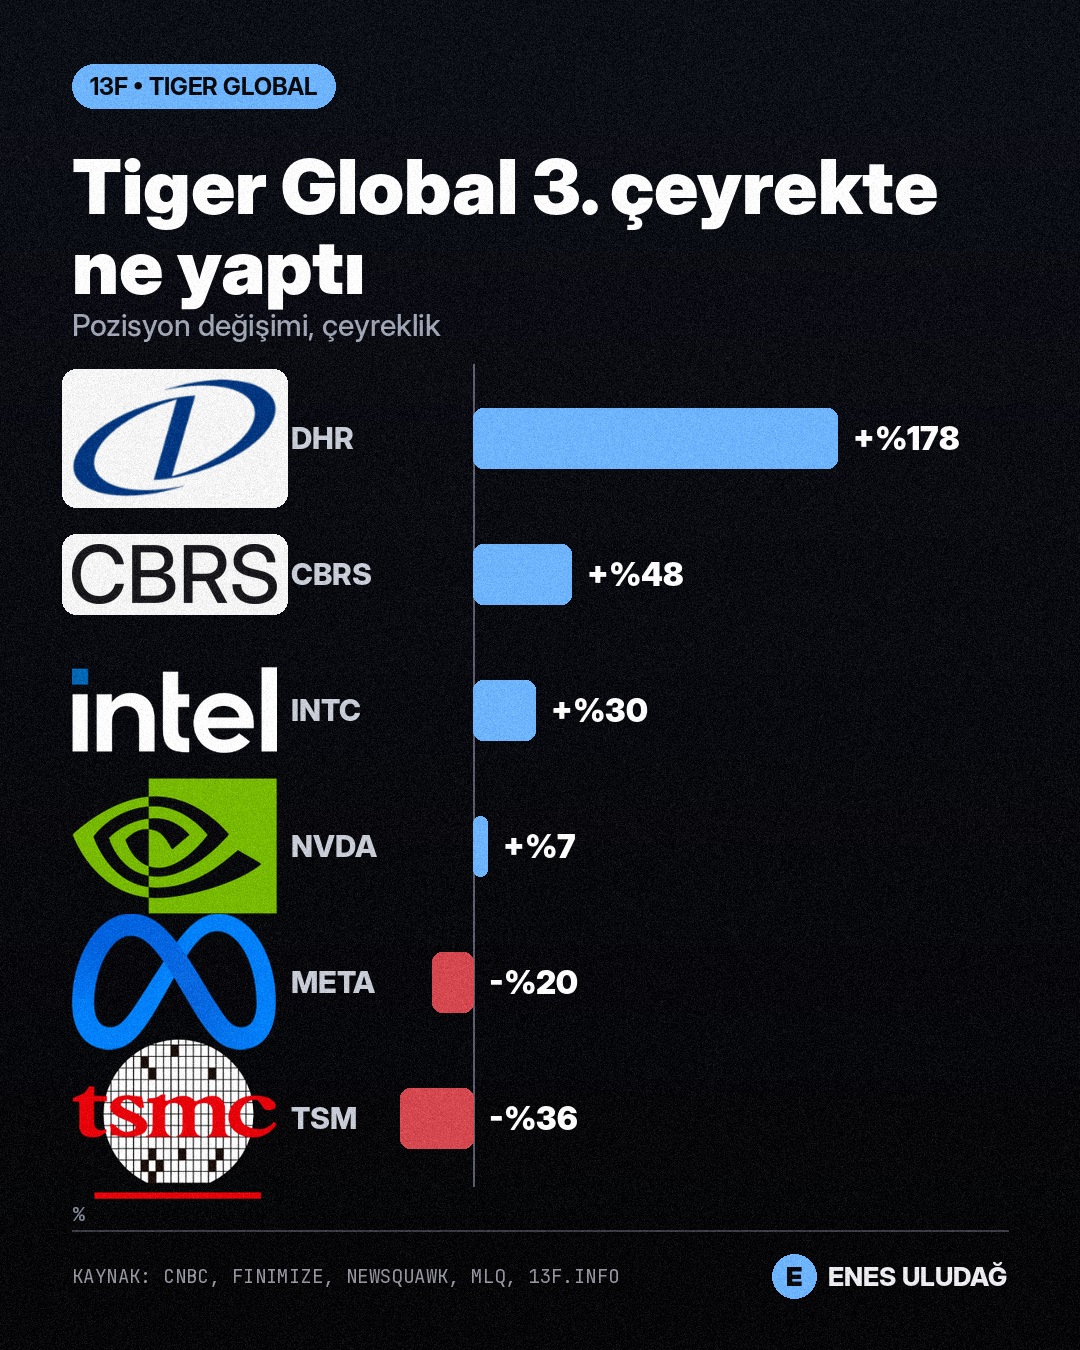 13F • TIGER GLOBAL
Tiger Global 3. çeyrekte
ne yaptı
Pozisyon değişimi, çeyreklik
DHR
+%178
CBRS
CBRS
+%48
intel
INTC
+%30
NVDA
+%7
META
-%20
tsmc
TSM
-%36
%
KAYNAK: CNBC, FINIMIZE, NEWSQUAWK, MLQ, 13F.INFO
E ENES ULUDAĞ